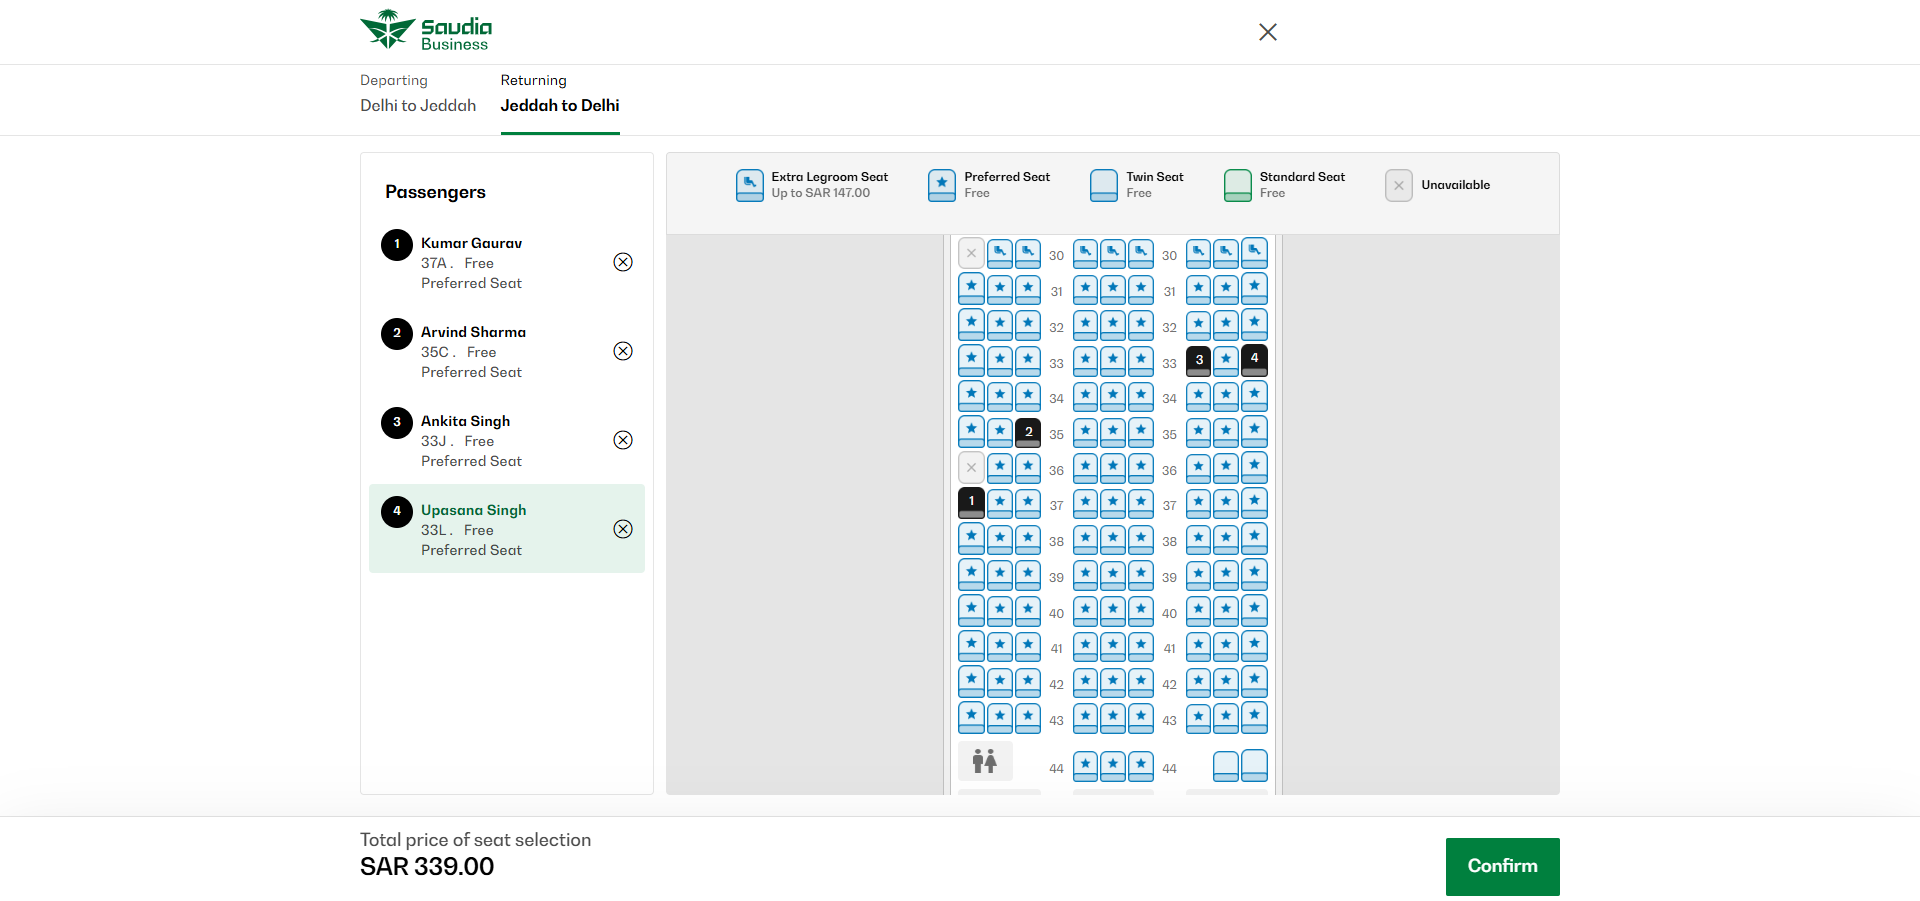 Saudia
Business
Departing
Delhi to Jeddah
Returning
Jeddah to Delhi
Passengers
1
Kumar Gaurav
37A . Free
Preferred Seat
2
Arvind Sharma
35C . Free
Preferred Seat
3
Ankita Singh
33J . Free
Preferred Seat
4
Upasana Singh
33L . Free
Preferred Seat
Extra Legroom Seat
Up to SAR 147.00
Preferred Seat
Free
Twin Seat
Free
Standard Seat
Free
Unavailable
30 30
31 31
32 32
33 33 3 4
34 34
2 35 35
36 36
1 37 37
38 38
39 39
40 40
41 41
42 42
43 43
44 44
Total price of seat selection
SAR 339.00
Confirm